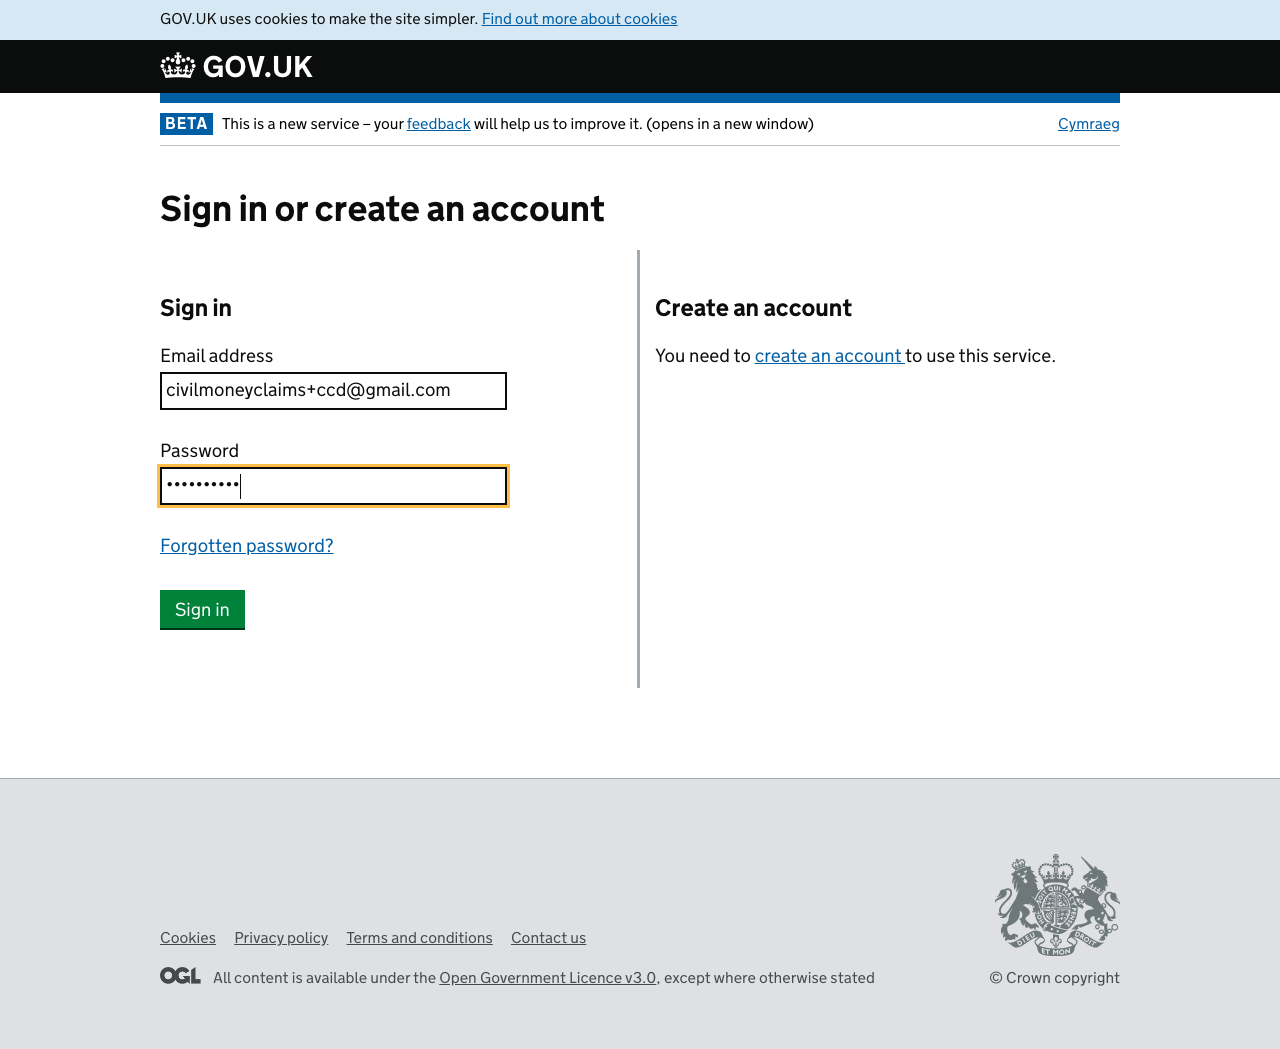 GOV.UK uses cookies to make the site simpler. Find out more about cookies
GOV.UK
BETA This is a new service – your feedback will help us to improve it. (opens in a new window) Cymraeg
Sign in or create an account
Sign in
Email address
civilmoneyclaims+ccd@gmail.com
Password
••••••••••
Forgotten password?
Sign in
Create an account
You need to create an account to use this service.
Cookies Privacy policy Terms and conditions Contact us
OGL All content is available under the Open Government Licence v3.0, except where otherwise stated
DIEU ET MON DROIT
© Crown copyright